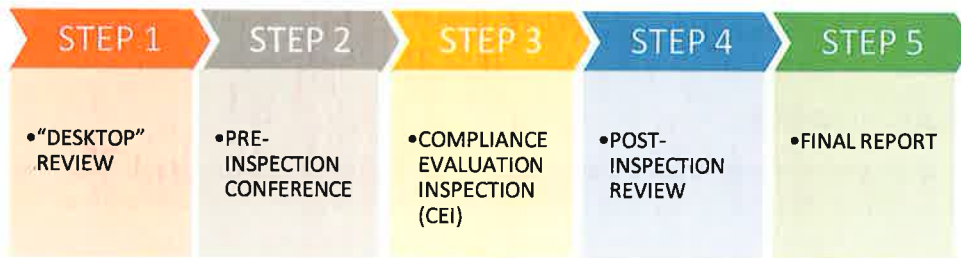 STEP 1
STEP 2
STEP 3
STEP 4
STEP 5
•"DESKTOP"
REVIEW
•PRE-
INSPECTION
CONFERENCE
•COMPLIANCE
EVALUATION
INSPECTION
(CEI)
•POST-
INSPECTION
REVIEW
•FINAL REPORT